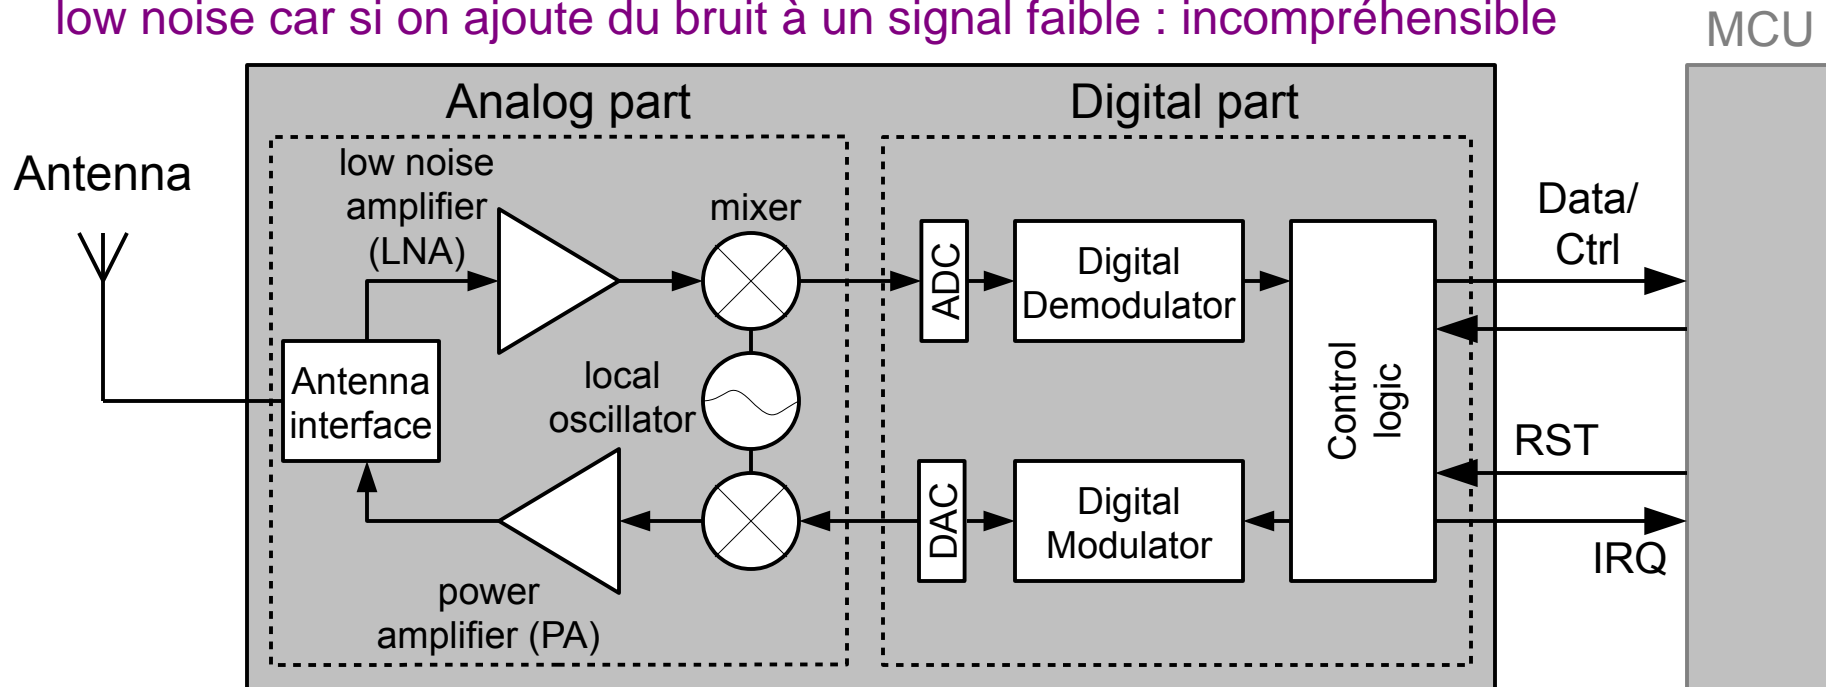 low noise car si on ajoute du bruit à un signal faible : incompréhensible
MCU
Analog part
Digital part
Antenna
low noise
amplifier
(LNA)
mixer
ADC
Digital
Demodulator
Data/
Ctrl
Antenna
interface
local
oscillator
Control
logic
RST
DAC
Digital
Modulator
IRQ
power
amplifier (PA)